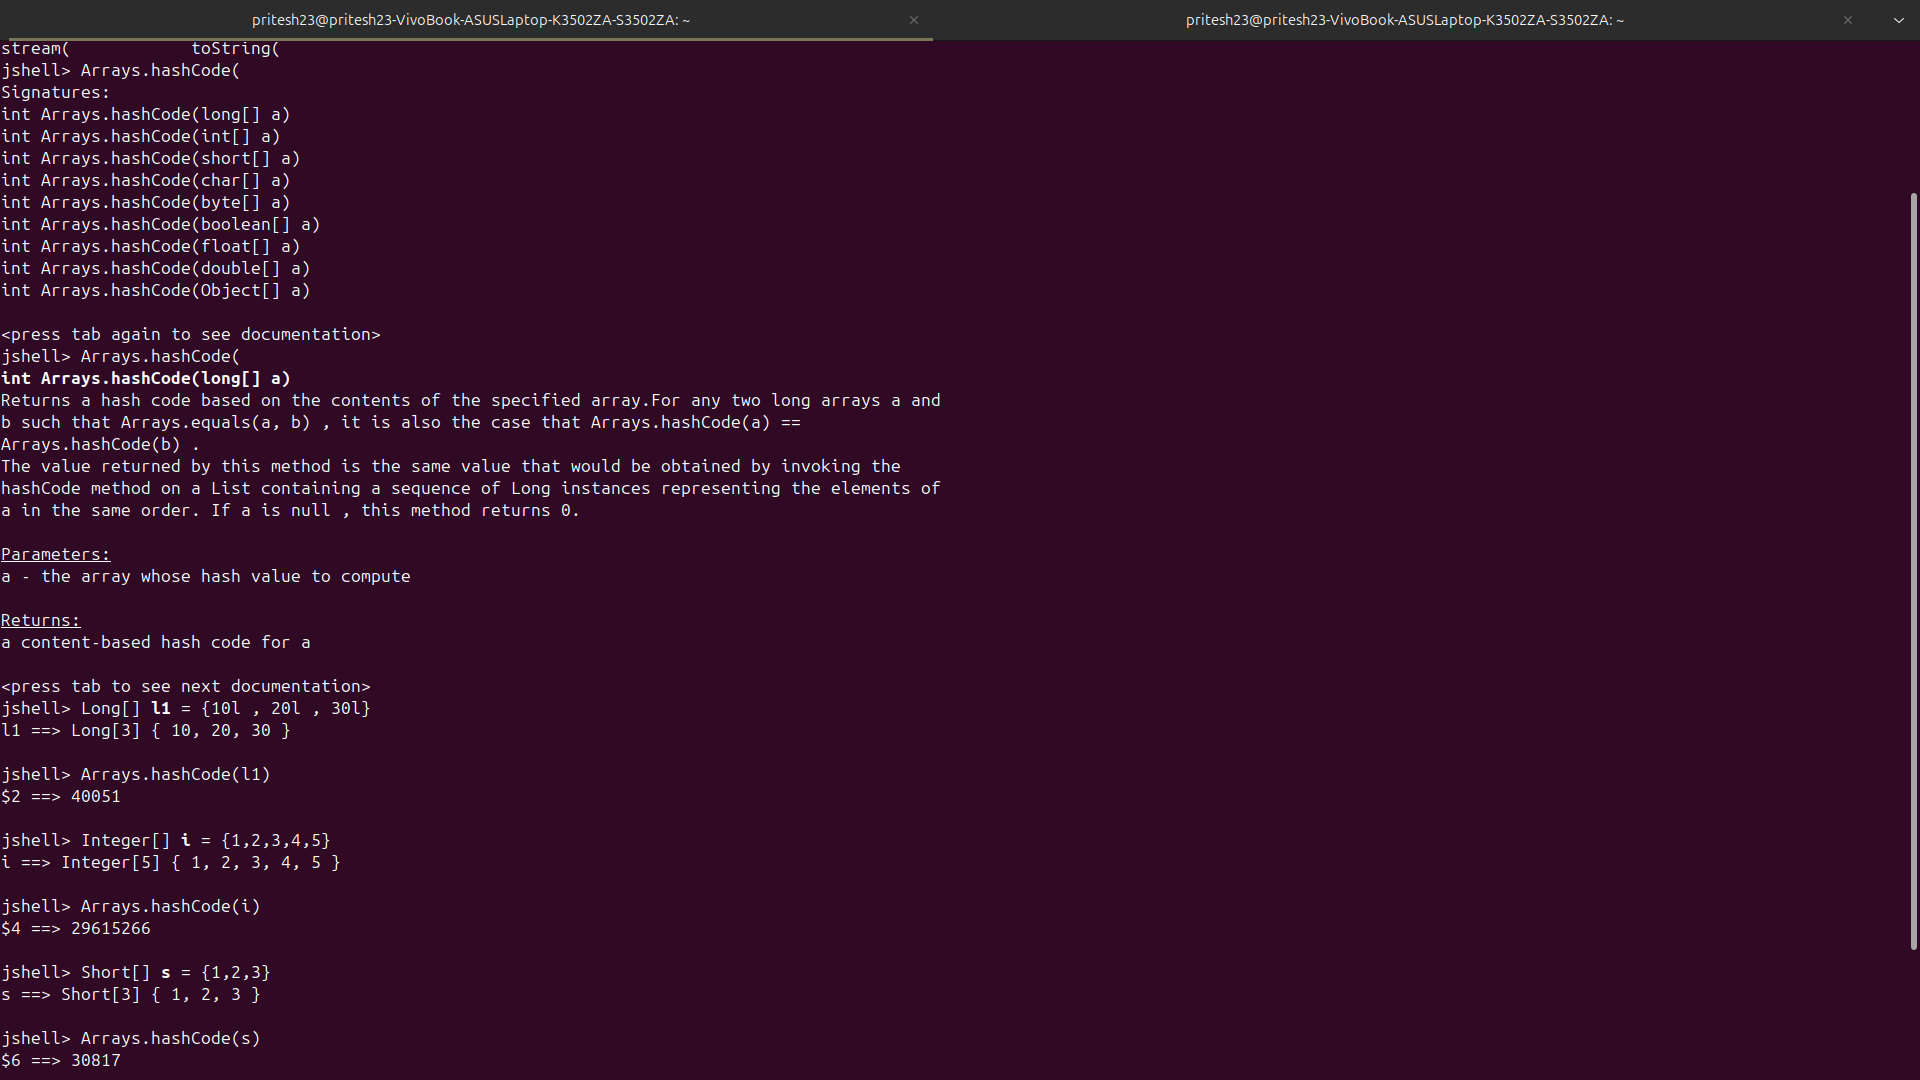 pritesh23@pritesh23-VivoBook-ASUSLaptop-K3502ZA-S3502ZA: ~ × pritesh23@pritesh23-VivoBook-ASUSLaptop-K3502ZA-S3502ZA: ~ ×
stream(            toString(
jshell> Arrays.hashCode(
Signatures:
int Arrays.hashCode(long[] a)
int Arrays.hashCode(int[] a)
int Arrays.hashCode(short[] a)
int Arrays.hashCode(char[] a)
int Arrays.hashCode(byte[] a)
int Arrays.hashCode(boolean[] a)
int Arrays.hashCode(float[] a)
int Arrays.hashCode(double[] a)
int Arrays.hashCode(Object[] a)
<press tab again to see documentation>
jshell> Arrays.hashCode(
int Arrays.hashCode(long[] a)
Returns a hash code based on the contents of the specified array.For any two long arrays a and
b such that Arrays.equals(a, b) , it is also the case that Arrays.hashCode(a) ==
Arrays.hashCode(b) .
The value returned by this method is the same value that would be obtained by invoking the
hashCode method on a List containing a sequence of Long instances representing the elements of
a in the same order. If a is null , this method returns 0.
Parameters:
a - the array whose hash value to compute
Returns:
a content-based hash code for a
<press tab to see next documentation>
jshell> Long[] l1 = {10l , 20l , 30l}
l1 ==> Long[3] { 10, 20, 30 }
jshell> Arrays.hashCode(l1)
$2 ==> 40051
jshell> Integer[] i = {1,2,3,4,5}
i ==> Integer[5] { 1, 2, 3, 4, 5 }
jshell> Arrays.hashCode(i)
$4 ==> 29615266
jshell> Short[] s = {1,2,3}
s ==> Short[3] { 1, 2, 3 }
jshell> Arrays.hashCode(s)
$6 ==> 30817